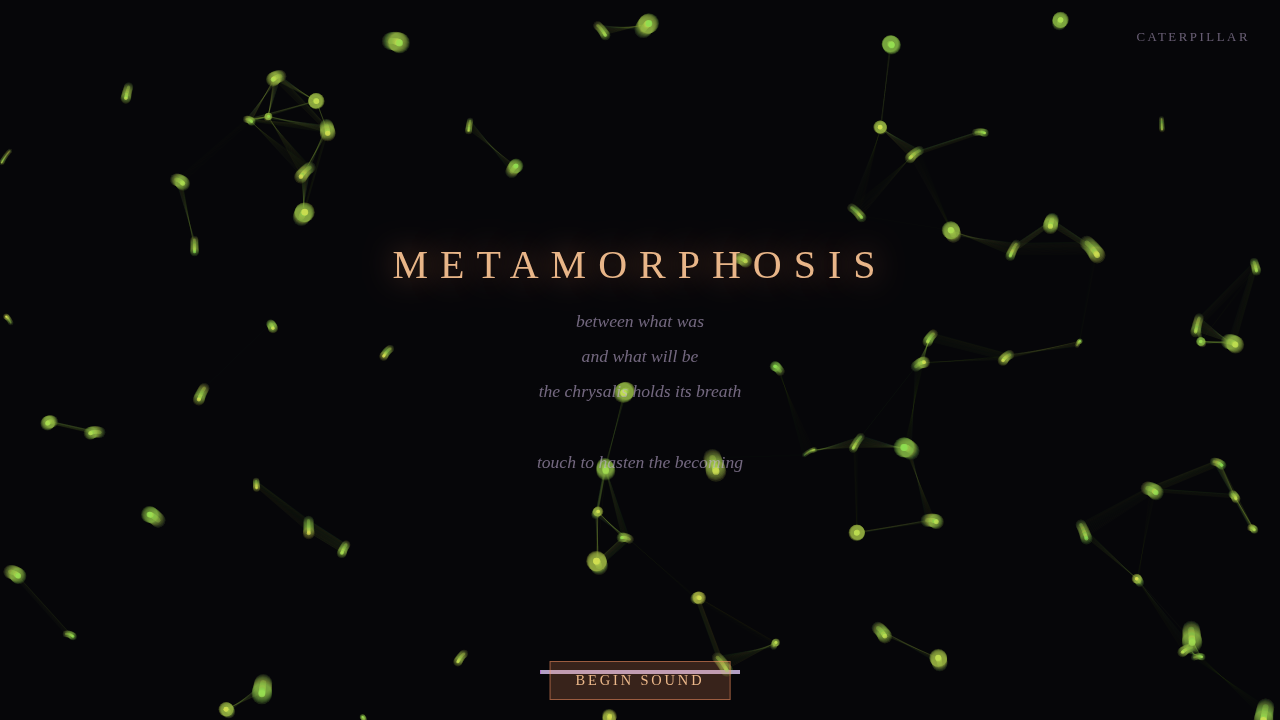 CATERPILLAR
METAMORPHOSIS
between what was
and what will be
the chrysalis holds its breath
touch to hasten the becoming
BEGIN SOUND